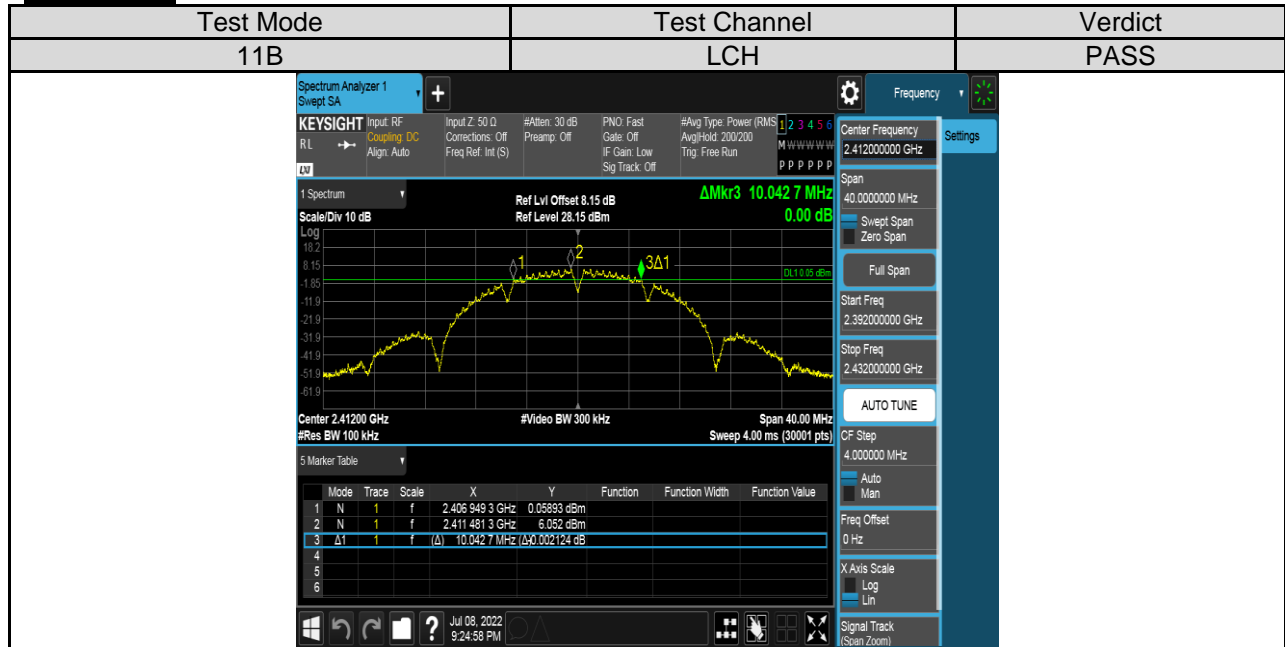 Test Mode Test Channel Verdict
11B LCH PASS
Spectrum Analyzer 1
Swept SA
+
Frequency
KEYSIGHT
RL
LXI
Input: RF
Coupling: DC
Align: Auto
Input Z: 50 Ω
Corrections: Off
Freq Ref: Int (S)
#Atten: 30 dB
Preamp: Off
PNO: Fast
Gate: Off
IF Gain: Low
Sig Track: Off
#Avg Type: Power (RMS
Avg|Hold: 200/200
Trig: Free Run
1 2 3 4 5 6
M W W W W W
P P P P P P
1 Spectrum
Scale/Div 10 dB
Ref Lvl Offset 8.15 dB
Ref Level 28.15 dBm
ΔMkr3 10.042 7 MHz
0.00 dB
Log
18.2
8.15
-1.85
-11.9
-21.9
-31.9
-41.9
-51.9
-61.9
1
2
3Δ1
DL1 0.05 dBm
Center 2.41200 GHz #Video BW 300 kHz Span 40.00 MHz
#Res BW 100 kHz Sweep 4.00 ms (30001 pts)
5 Marker Table
Mode Trace Scale X Y Function Function Width Function Value
1 N 1 f 2.406 949 3 GHz 0.05893 dBm
2 N 1 f 2.411 481 3 GHz 6.052 dBm
3 Δ1 1 f (Δ) 10.042 7 MHz (Δ) 0.002124 dB
4
5
6
Center Frequency
2.412000000 GHz
Settings
Span
40.0000000 MHz
Swept Span
Zero Span
Full Span
Start Freq
2.392000000 GHz
Stop Freq
2.432000000 GHz
AUTO TUNE
CF Step
4.000000 MHz
Auto
Man
Freq Offset
0 Hz
X Axis Scale
Log
Lin
Signal Track
(Span Zoom)
?
Jul 08, 2022
9:24:58 PM